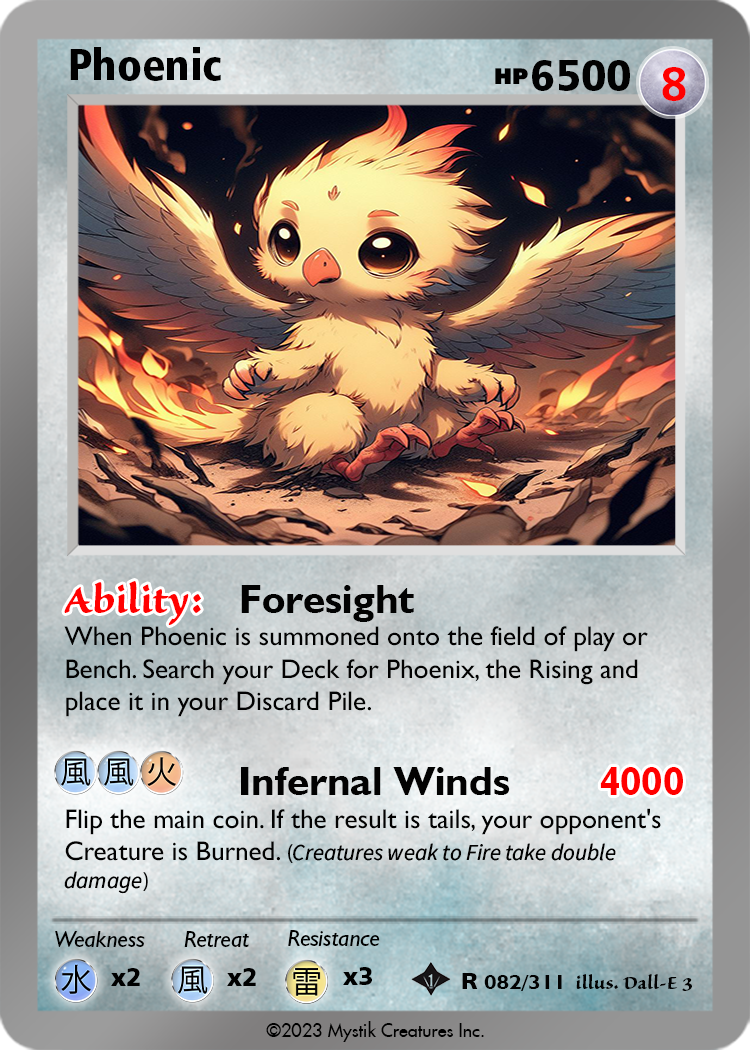 Phoenic HP6500 8
Ability: Foresight
When Phoenic is summoned onto the field of play or
Bench. Search your Deck for Phoenix, the Rising and
place it in your Discard Pile.
風 風 火 Infernal Winds 4000
Flip the main coin. If the result is tails, your opponent's
Creature is Burned. (Creatures weak to Fire take double
damage)
Weakness Retreat Resistance
水 x2 風 x2 雷 x3 1 R 082/311 illus. Dall-E 3
©2023 Mystik Creatures Inc.